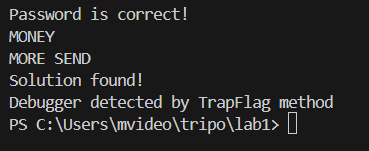 Password is correct!
MONEY
MORE SEND
Solution found!
Debugger detected by TrapFlag method
PS C:\Users\mvideo\tripo\lab1>